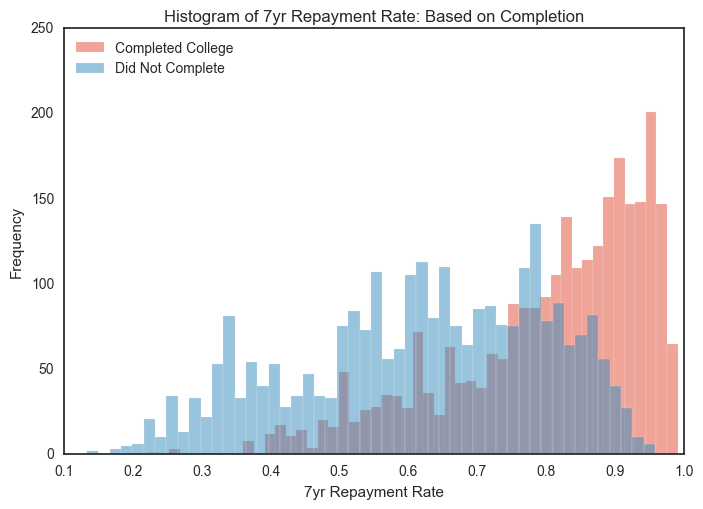 Histogram of 7yr Repayment Rate: Based on Completion
250
200
150
100
50
0
Frequency
Completed College
Did Not Complete
0.1 0.2 0.3 0.4 0.5 0.6 0.7 0.8 0.9 1.0
7yr Repayment Rate